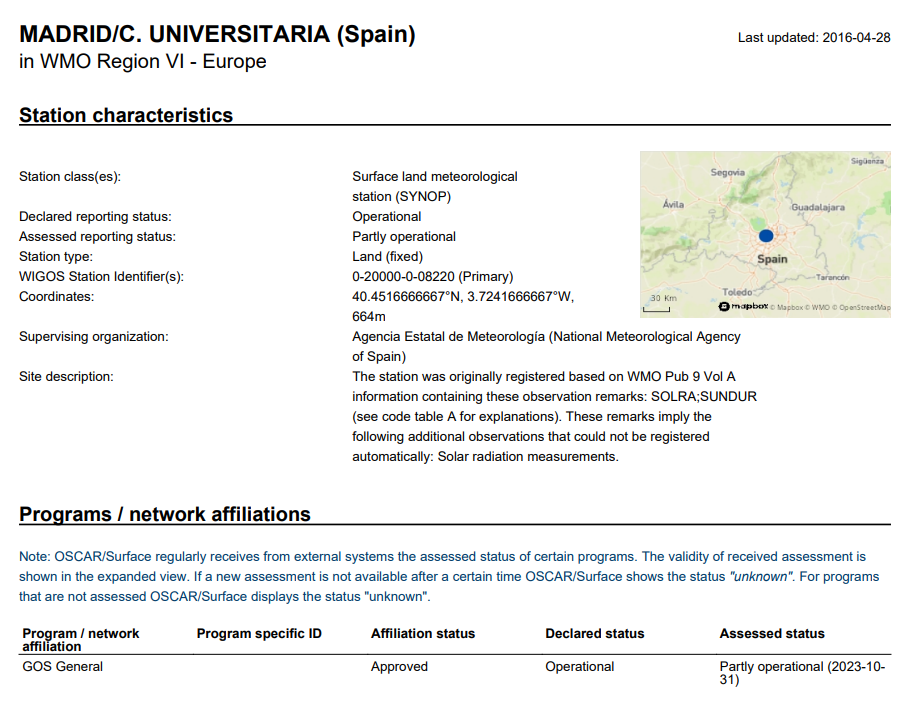 MADRID/C. UNIVERSITARIA (Spain)
Last updated: 2016-04-28
in WMO Region VI - Europe
Station characteristics
Station class(es):
Surface land meteorological
station (SYNOP)
Declared reporting status:
Operational
Assessed reporting status:
Partly operational
Station type:
Land (fixed)
WIGOS Station Identifier(s):
0-20000-0-08220 (Primary)
Coordinates:
40.4516666667°N, 3.7241666667°W,
664m
Supervising organization:
Agencia Estatal de Meteorología (National Meteorological Agency
of Spain)
Site description:
The station was originally registered based on WMO Pub 9 Vol A
information containing these observation remarks: SOLRA;SUNDUR
(see code table A for explanations). These remarks imply the
following additional observations that could not be registered
automatically: Solar radiation measurements.
Sigüenza
Segovia
Ávila
Guadalajara
Spain
Tarancón
Toledo
30 Km
mapbox © Mapbox © WMO © OpenStreetMap
Programs / network affiliations
Note: OSCAR/Surface regularly receives from external systems the assessed status of certain programs. The validity of received assessment is
shown in the expanded view. If a new assessment is not available after a certain time OSCAR/Surface shows the status "unknown". For programs
that are not assessed OSCAR/Surface displays the status "unknown".
Program / network
affiliation
Program specific ID
Affiliation status
Declared status
Assessed status
GOS General
Approved
Operational
Partly operational (2023-10-
31)